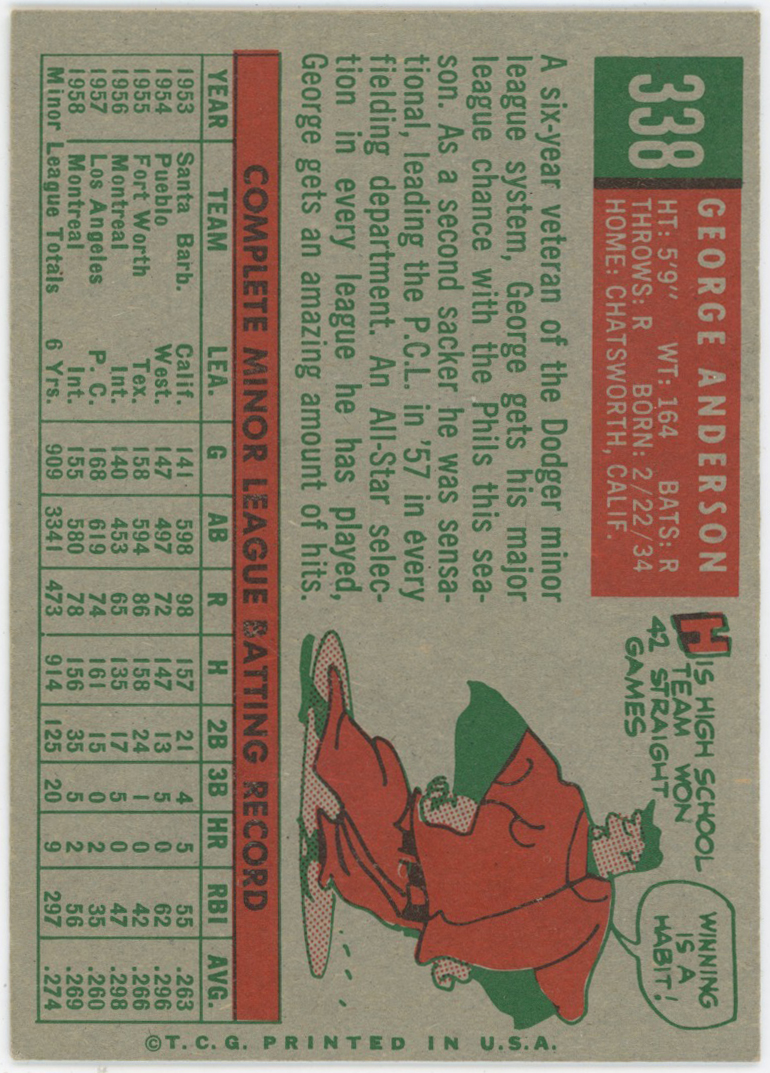 338
GEORGE ANDERSON
HT: 5'9" WT: 164 BATS: R
THROWS: R BORN: 2/22/34
HOME: CHATSWORTH, CALIF.
HIS HIGH SCHOOL
TEAM WON
42 STRAIGHT
GAMES
WINNING
IS A
HABIT!
A six-year veteran of the Dodger minor
league system, George gets his major
league chance with the Phils this sea-
son. As a second sacker he was sensa-
tional, leading the P.C.L. in '57 in every
fielding department. An All-Star selec-
tion in every league he has played,
George gets an amazing amount of hits.
COMPLETE MINOR LEAGUE BATTING RECORD
YEAR TEAM LEA. G AB R H 2B 3B HR RBI AVG.
1953 Santa Barb. Calif. 141 598 98 157 21 4 5 55 .263
1954 Pueblo West. 147 497 72 147 13 5 0 62 .296
1955 Fort Worth Tex. 158 594 86 158 24 1 0 42 .266
1956 Montreal Int. 140 453 65 135 17 5 0 47 .298
1957 Los Angeles P. C. 168 619 74 161 15 0 2 35 .260
1958 Montreal Int. 155 580 78 156 35 5 2 56 .269
Minor League Totals 6 Yrs. 909 3341 473 914 125 20 9 297 .274
©T.C.G. PRINTED IN U.S.A.